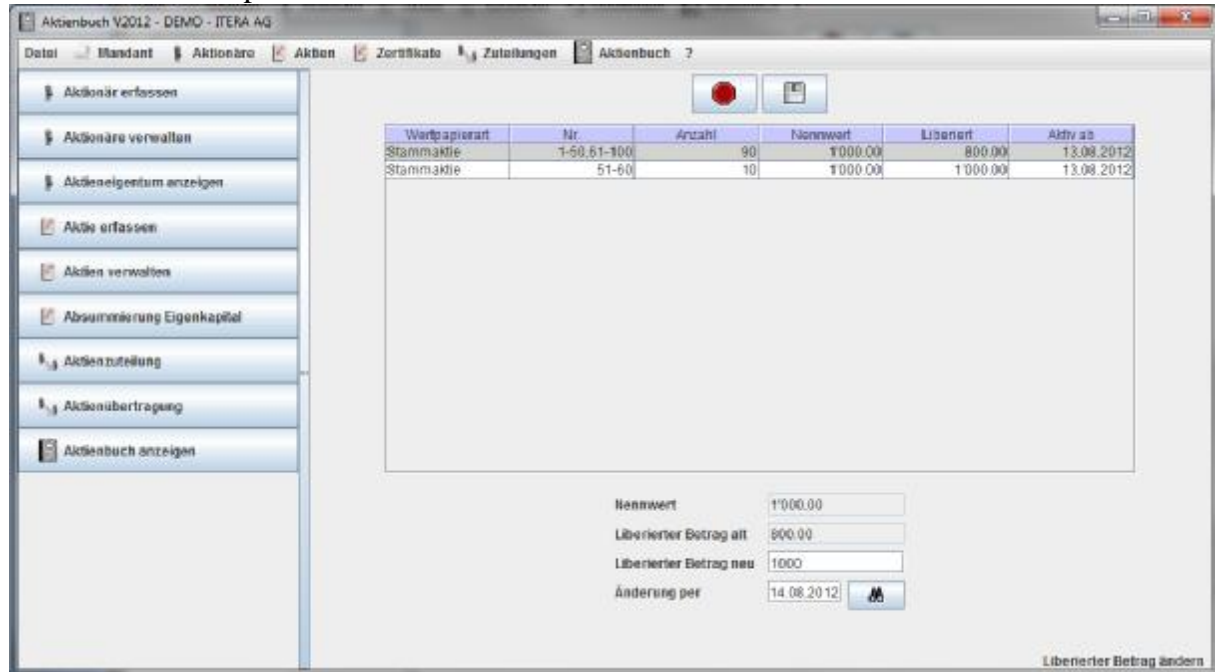 Aktienbuch V2012 - DEMO - ITERA AG
Datei Mandant Aktionäre Aktien Zertifikate Zuteilungen Aktienbuch ?
Aktionär erfassen
Aktionäre verwalten
Aktieneigentum anzeigen
Aktie erfassen
Aktien verwalten
Absummierung Eigenkapital
Aktienzuteilung
Aktienübertragung
Aktienbuch anzeigen
Wertpapierart Nr. Anzahl Nennwert Liberiert Aktiv ab
Stammaktie 1-50,61-100 90 1'000.00 800.00 13.08.2012
Stammaktie 51-60 10 1'000.00 1'000.00 13.08.2012
Nennwert 1'000.00
Liberierter Betrag alt 800.00
Liberierter Betrag neu 1000
Änderung per 14.08.2012
Liberierter Betrag ändern